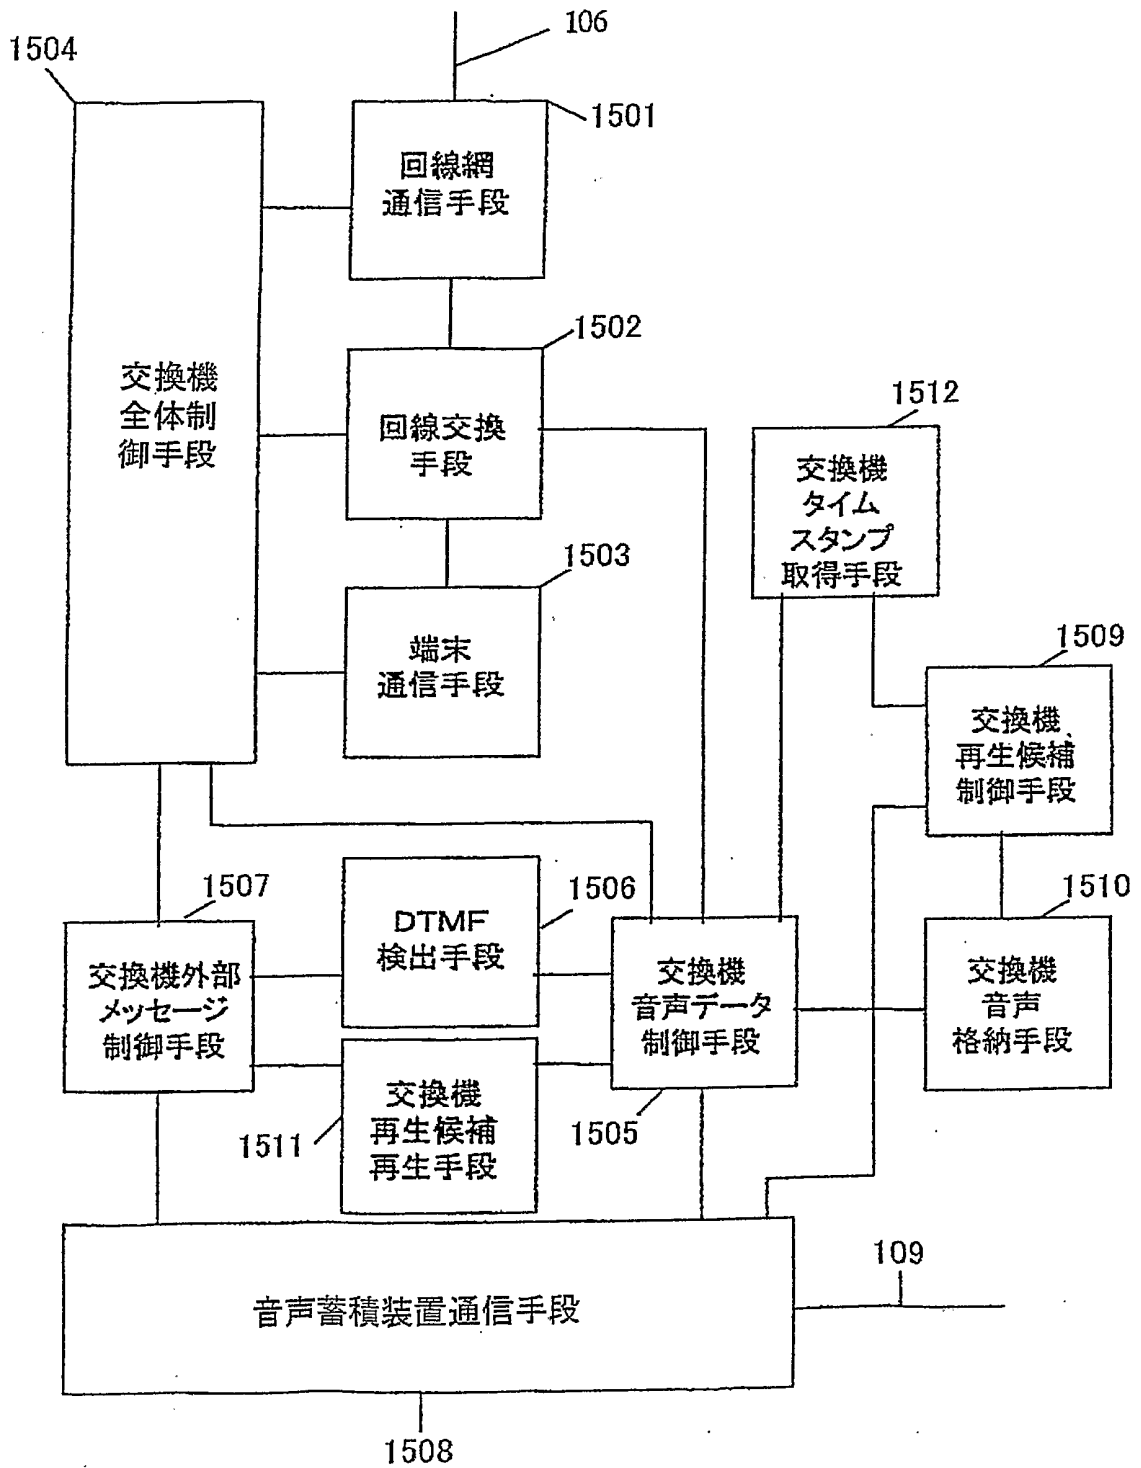 106
1504
1501
回線網
通信手段
1502
交換機
全体制
御手段
回線交換
手段
1512
交換機
タイム
スタンプ
取得手段
1503
端末
通信手段
1509
交換機
再生候補
制御手段
1507
交換機外部
メッセージ
制御手段
DTMF
検出手段
1506
交換機
音声データ
制御手段
1505
1510
交換機
音声
格納手段
1511
交換機
再生候補
再生手段
109
音声蓄積装置通信手段
1508